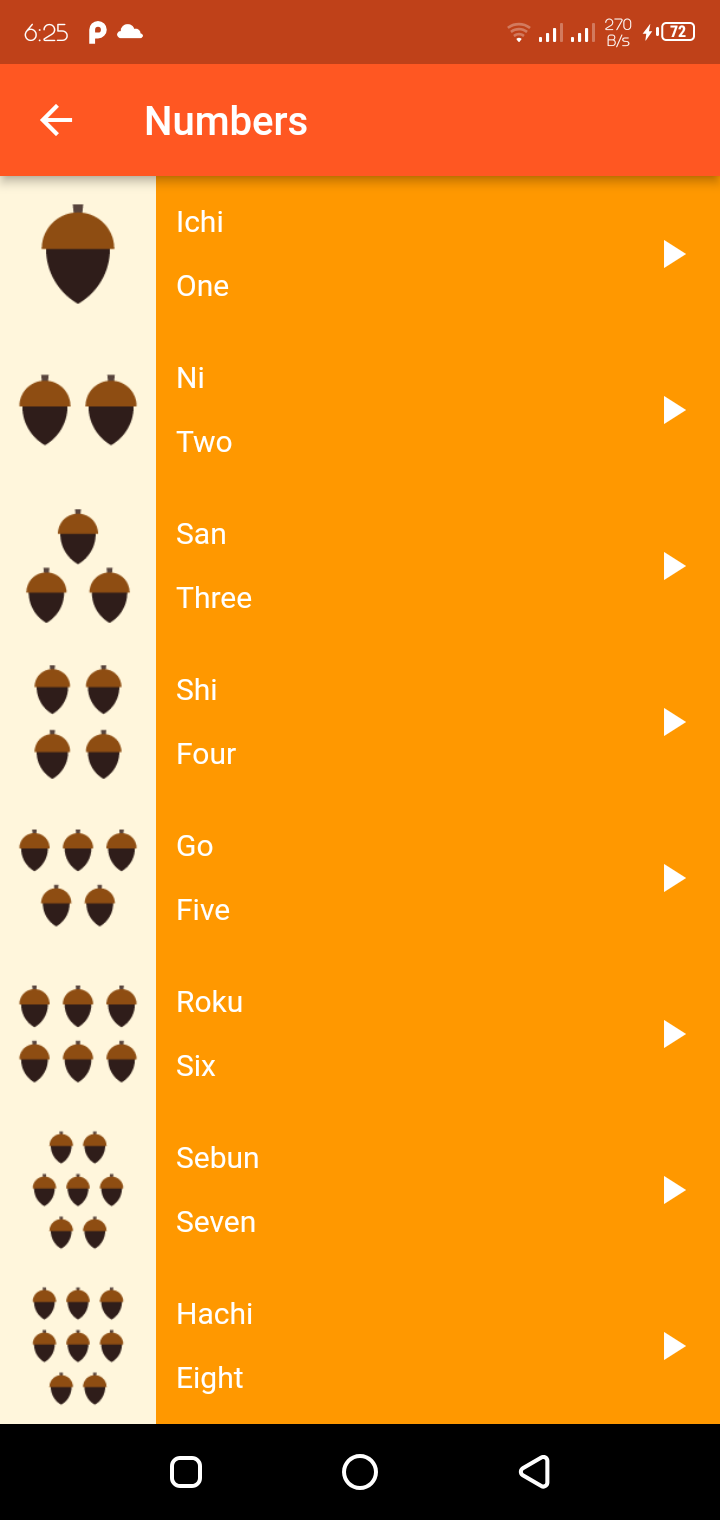 6:25
270
B/s
72
Numbers
Ichi
One
Ni
Two
San
Three
Shi
Four
Go
Five
Roku
Six
Sebun
Seven
Hachi
Eight